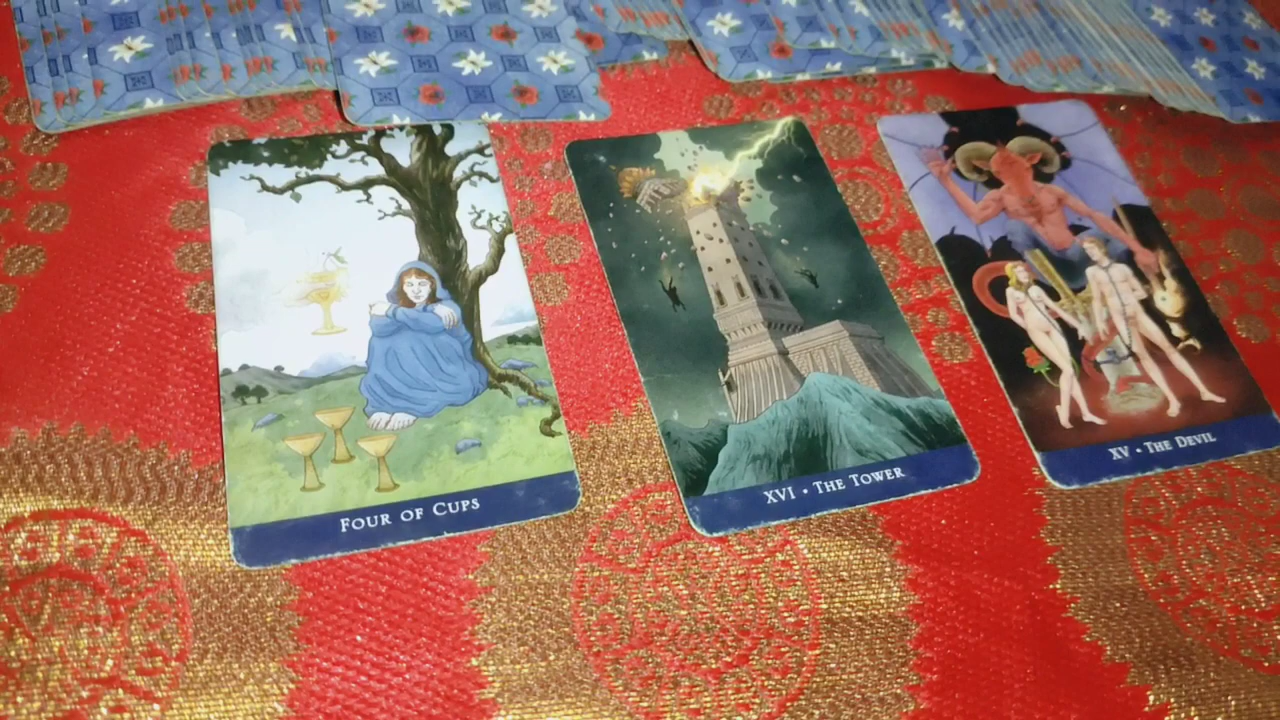 FOUR OF CUPS
XVI • THE TOWER
XV • THE DEVIL